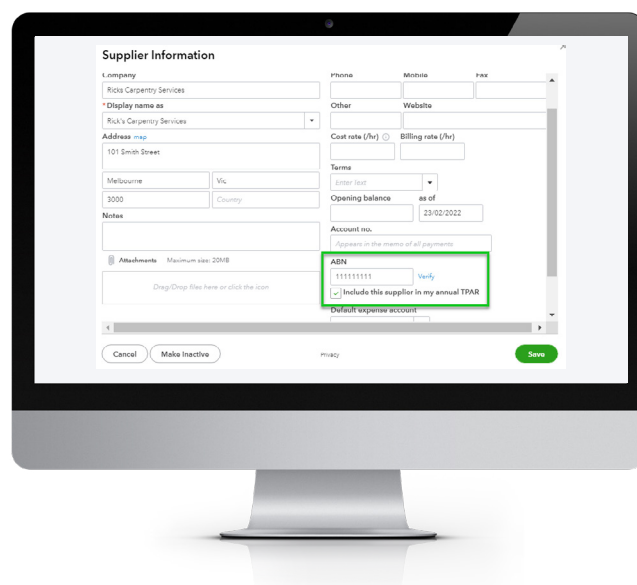 Supplier Information
Company
Ricks Carpentry Services
* Display name as
Rick's Carpentry Services
Address map
101 Smith Street
Melbourne
Vic
3000
Country
Notes
Attachments Maximum size: 20MB
Drag/Drop files here or click the icon
Phone
Mobile
Fax
Other
Website
Cost rate (/hr)
Billing rate (/hr)
Terms
Enter Text
Opening balance
as of
23/02/2022
Account no.
Appears in the memo of all payments
ABN
111111111
Verify
Include this supplier in my annual TPAR
Default expense account
Cancel
Make Inactive
Privacy
Save